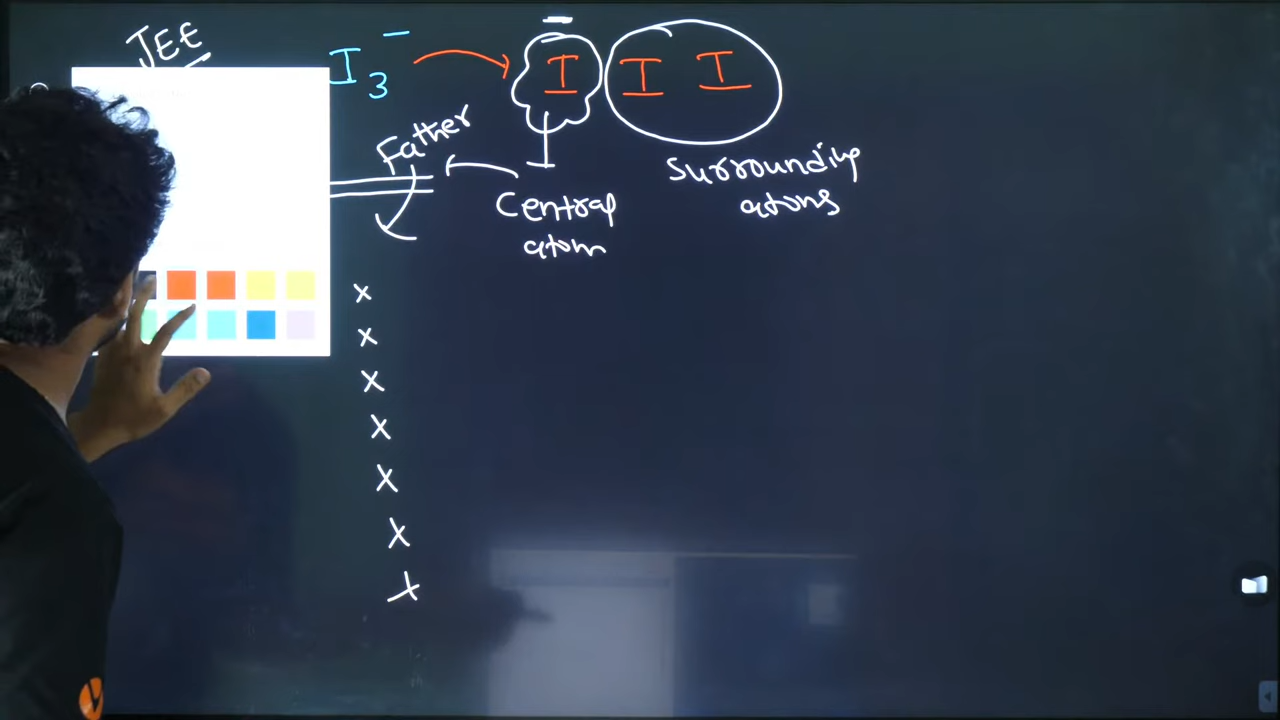 JEE
I₃⁻
I I I
Father
Surrounding
atoms
Central
atom
x
x
x
x
x
x
x